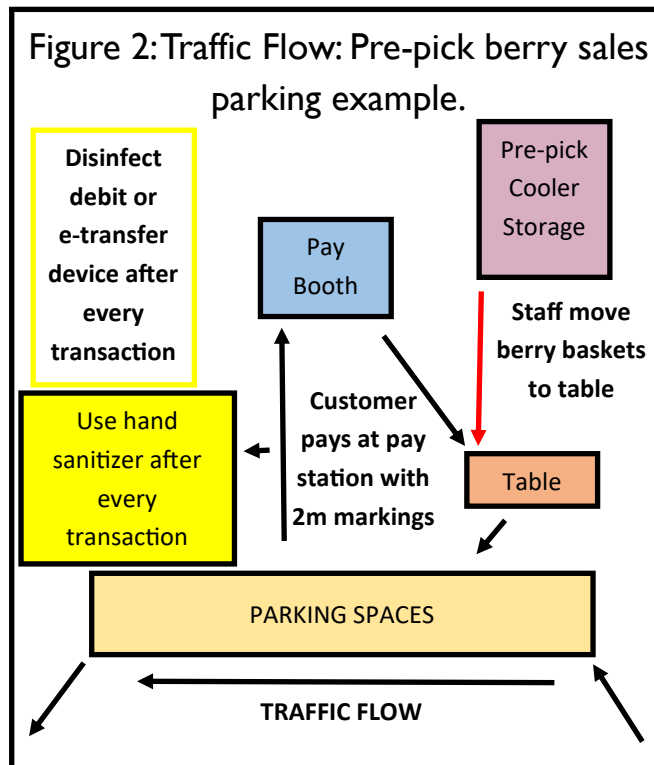 Figure 2: Traffic Flow: Pre-pick berry sales
parking example.
Disinfect
debit or
e-transfer
device after
every
transaction
Pay
Booth
Pre-pick
Cooler
Storage
Staff move
berry baskets
to table
Use hand
sanitizer after
every
transaction
Customer
pays at pay
station with
2m markings
Table
PARKING SPACES
TRAFFIC FLOW